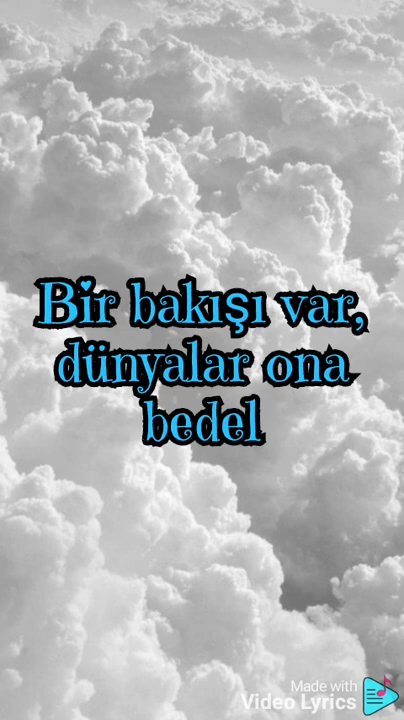 Bir bakışı var,
dünyalar ona
bedel
Made with
Video Lyrics